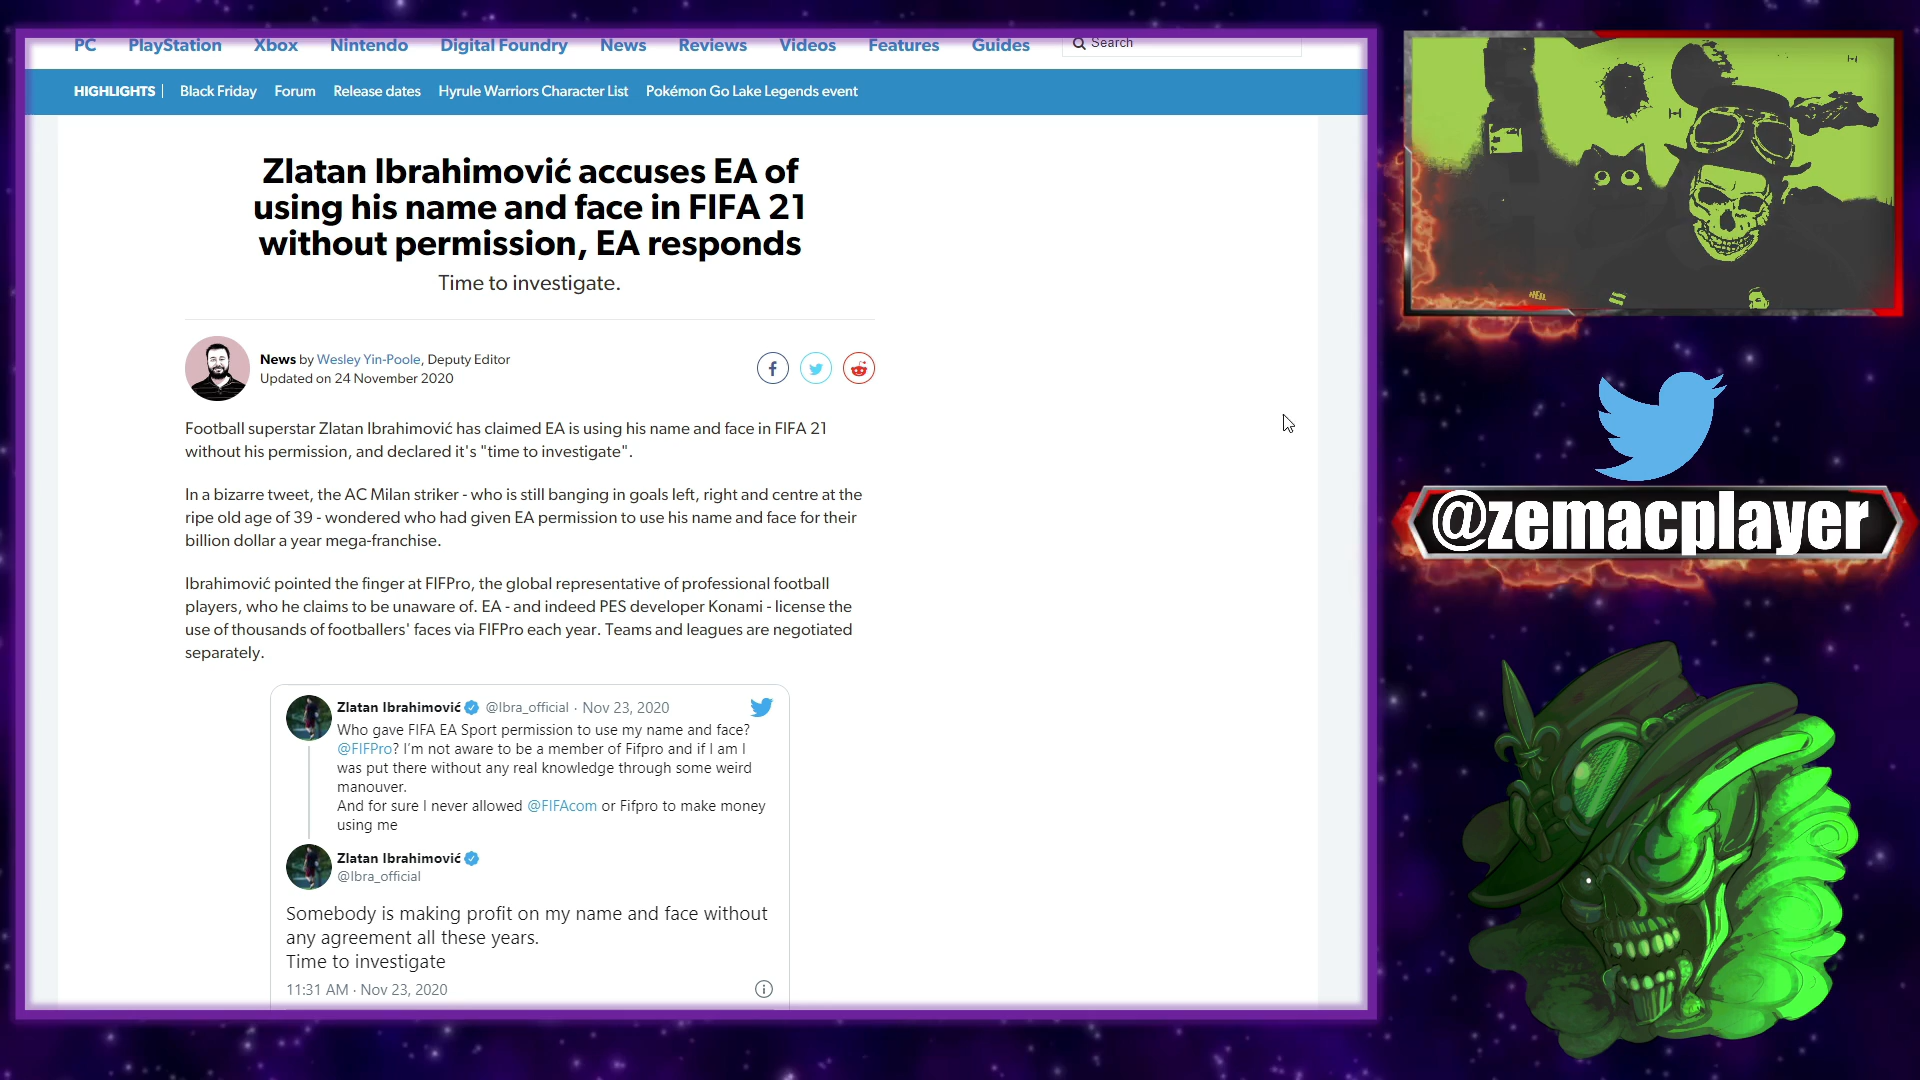 PC PlayStation Xbox Nintendo Digital Foundry News Reviews Videos Features Guides Search
HIGHLIGHTS | Black Friday Forum Release dates Hyrule Warriors Character List Pokémon Go Lake Legends event
Zlatan Ibrahimović accuses EA of
using his name and face in FIFA 21
without permission, EA responds
Time to investigate.
News by Wesley Yin-Poole, Deputy Editor
Updated on 24 November 2020
Football superstar Zlatan Ibrahimović has claimed EA is using his name and face in FIFA 21
without his permission, and declared it's "time to investigate".
In a bizarre tweet, the AC Milan striker - who is still banging in goals left, right and centre at the
ripe old age of 39 - wondered who had given EA permission to use his name and face for their
billion dollar a year mega-franchise.
Ibrahimović pointed the finger at FIFPro, the global representative of professional football
players, who he claims to be unaware of. EA - and indeed PES developer Konami - license the
use of thousands of footballers' faces via FIFPro each year. Teams and leagues are negotiated
separately.
Zlatan Ibrahimović @Ibra_official · Nov 23, 2020
Who gave FIFA EA Sport permission to use my name and face?
@FIFPro? I'm not aware to be a member of Fifpro and if I am I
was put there without any real knowledge through some weird
manouver.
And for sure I never allowed @FIFAcom or Fifpro to make money
using me
Zlatan Ibrahimović
@Ibra_official
Somebody is making profit on my name and face without
any agreement all these years.
Time to investigate
11:31 AM · Nov 23, 2020
@zemacplayer